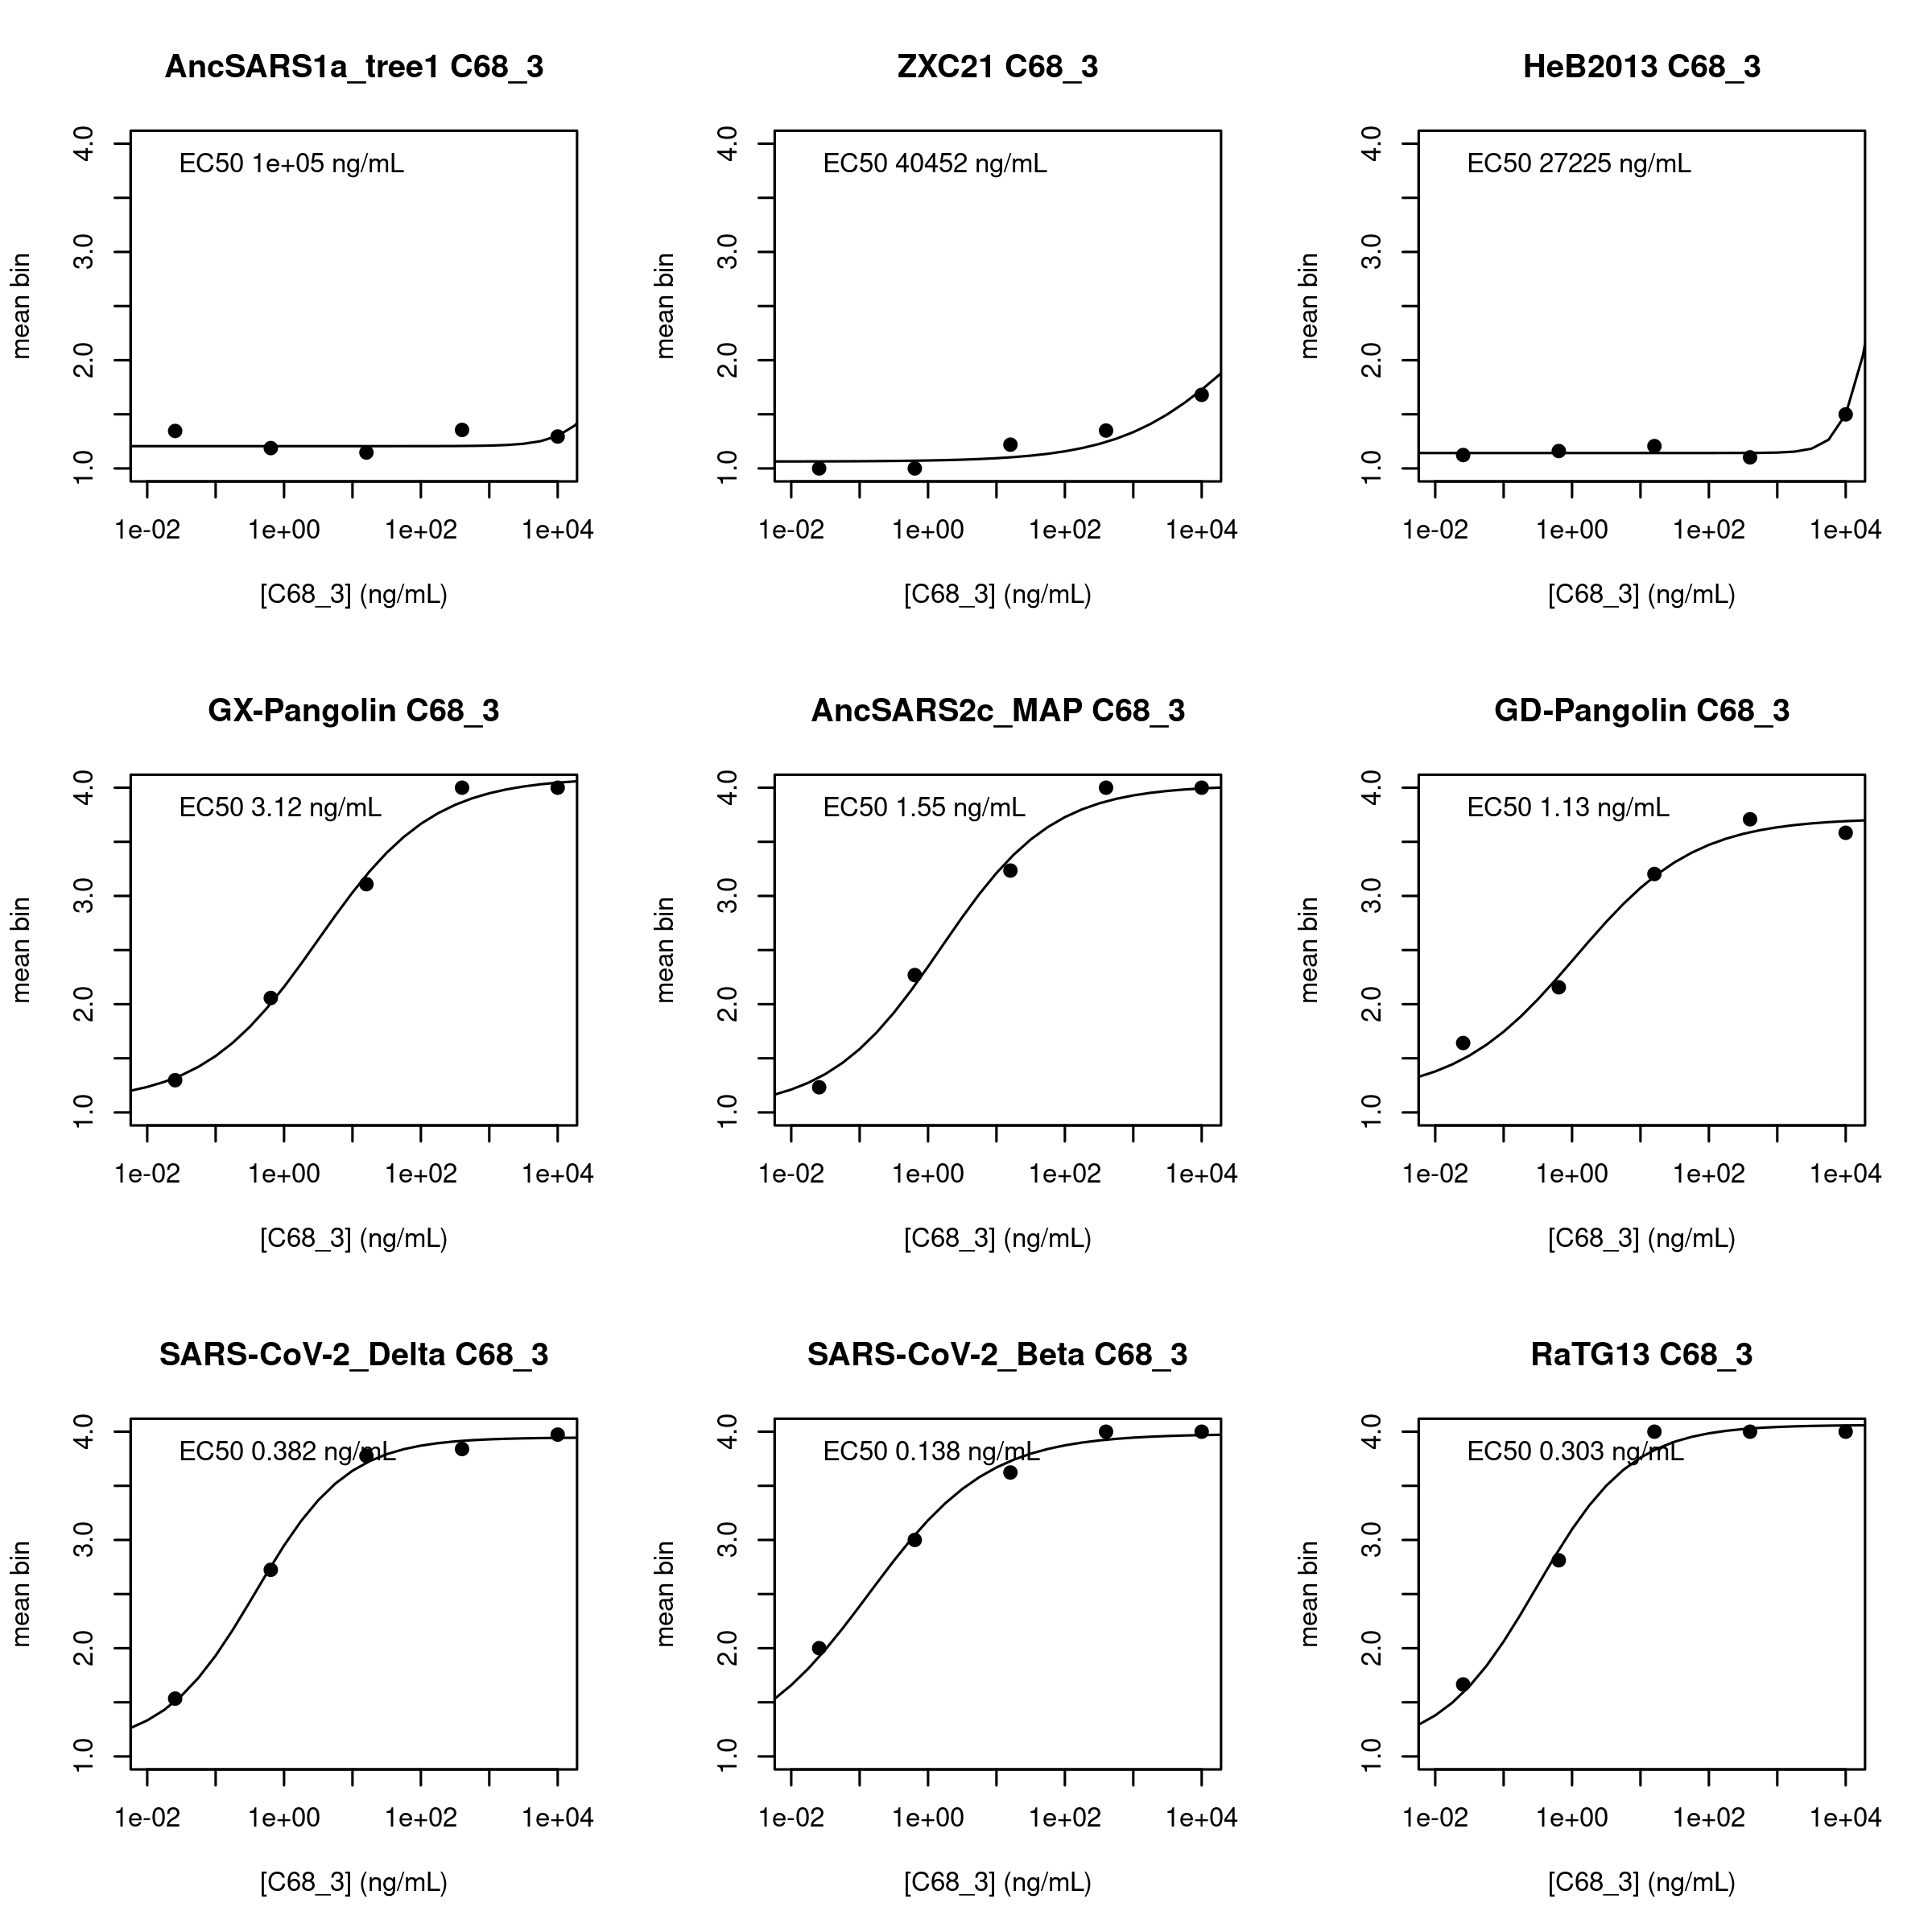 AncSARS1a_tree1 C68_3
EC50 1e+05 ng/mL
mean bin
1.0 2.0 3.0 4.0
1e-02 1e+00 1e+02 1e+04
[C68_3] (ng/mL)
ZXC21 C68_3
EC50 40452 ng/mL
mean bin
1.0 2.0 3.0 4.0
1e-02 1e+00 1e+02 1e+04
[C68_3] (ng/mL)
HeB2013 C68_3
EC50 27225 ng/mL
mean bin
1.0 2.0 3.0 4.0
1e-02 1e+00 1e+02 1e+04
[C68_3] (ng/mL)
GX-Pangolin C68_3
EC50 3.12 ng/mL
mean bin
1.0 2.0 3.0 4.0
1e-02 1e+00 1e+02 1e+04
[C68_3] (ng/mL)
AncSARS2c_MAP C68_3
EC50 1.55 ng/mL
mean bin
1.0 2.0 3.0 4.0
1e-02 1e+00 1e+02 1e+04
[C68_3] (ng/mL)
GD-Pangolin C68_3
EC50 1.13 ng/mL
mean bin
1.0 2.0 3.0 4.0
1e-02 1e+00 1e+02 1e+04
[C68_3] (ng/mL)
SARS-CoV-2_Delta C68_3
EC50 0.382 ng/mL
mean bin
1.0 2.0 3.0 4.0
1e-02 1e+00 1e+02 1e+04
[C68_3] (ng/mL)
SARS-CoV-2_Beta C68_3
EC50 0.138 ng/mL
mean bin
1.0 2.0 3.0 4.0
1e-02 1e+00 1e+02 1e+04
[C68_3] (ng/mL)
RaTG13 C68_3
EC50 0.303 ng/mL
mean bin
1.0 2.0 3.0 4.0
1e-02 1e+00 1e+02 1e+04
[C68_3] (ng/mL)